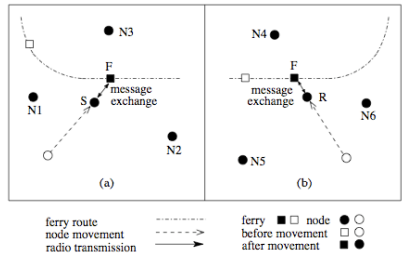 N3
F
S
message
exchange
N1
N2
(a)
N4
F
message
exchange
R
N6
N5
(b)
ferry route
node movement
radio transmission
ferry node
before movement
after movement